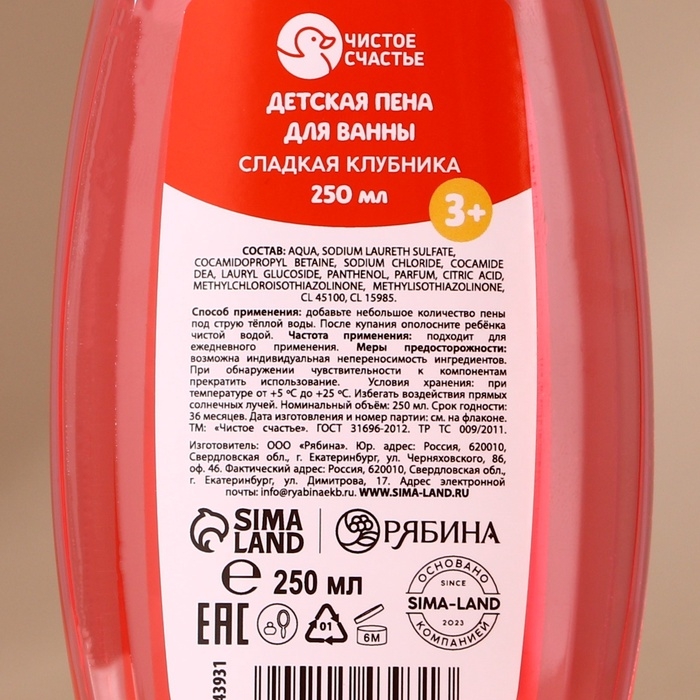 ЧИСТОЕ
СЧАСТЬЕ
ДЕТСКАЯ ПЕНА
ДЛЯ ВАННЫ
СЛАДКАЯ КЛУБНИКА
250 мл
3+
СОСТАВ: AQUA, SODIUM LAURETH SULFATE,
COCAMIDOPROPYL BETAINE, SODIUM CHLORIDE, COCAMIDE
DEA, LAURYL GLUCOSIDE, PANTHENOL, PARFUM, CITRIC ACID,
METHYLCHLOROISOTHIAZOLINONE, METHYLISOTHIAZOLINONE,
CL 45100, CL 15985.
Способ применения: добавьте небольшое количество пены
под струю тёплой воды. После купания ополосните ребёнка
чистой водой. Частота применения: подходит для
ежедневного применения. Меры предосторожности:
возможна индивидуальная непереносимость ингредиентов.
При обнаружении чувствительности к компонентам
прекратить использование. Условия хранения: при
температуре от +5 °C до +25 °C. Избегать воздействия прямых
солнечных лучей. Номинальный объём: 250 мл. Срок годности:
36 месяцев. Дата изготовления и номер партии: см. на флаконе.
ТМ: «Чистое счастье». ГОСТ 31696-2012. ТР ТС 009/2011.
Изготовитель: ООО «Рябина». Юр. адрес: Россия, 620010,
Свердловская обл., г. Екатеринбург, ул. Черняховского, 86,
оф. 46. Фактический адрес: Россия, 620010, Свердловская обл.,
г. Екатеринбург, ул. Димитрова, 17. Адрес электронной
почты: info@ryabinaekb.ru. WWW.SIMA-LAND.RU
SIMA
LAND
РЯБИНА
℮ 250 мл
ОСНОВАНО
SINCE
SIMA-LAND
2023
КОМПАНИЕЙ
EAC
01
6M
43931